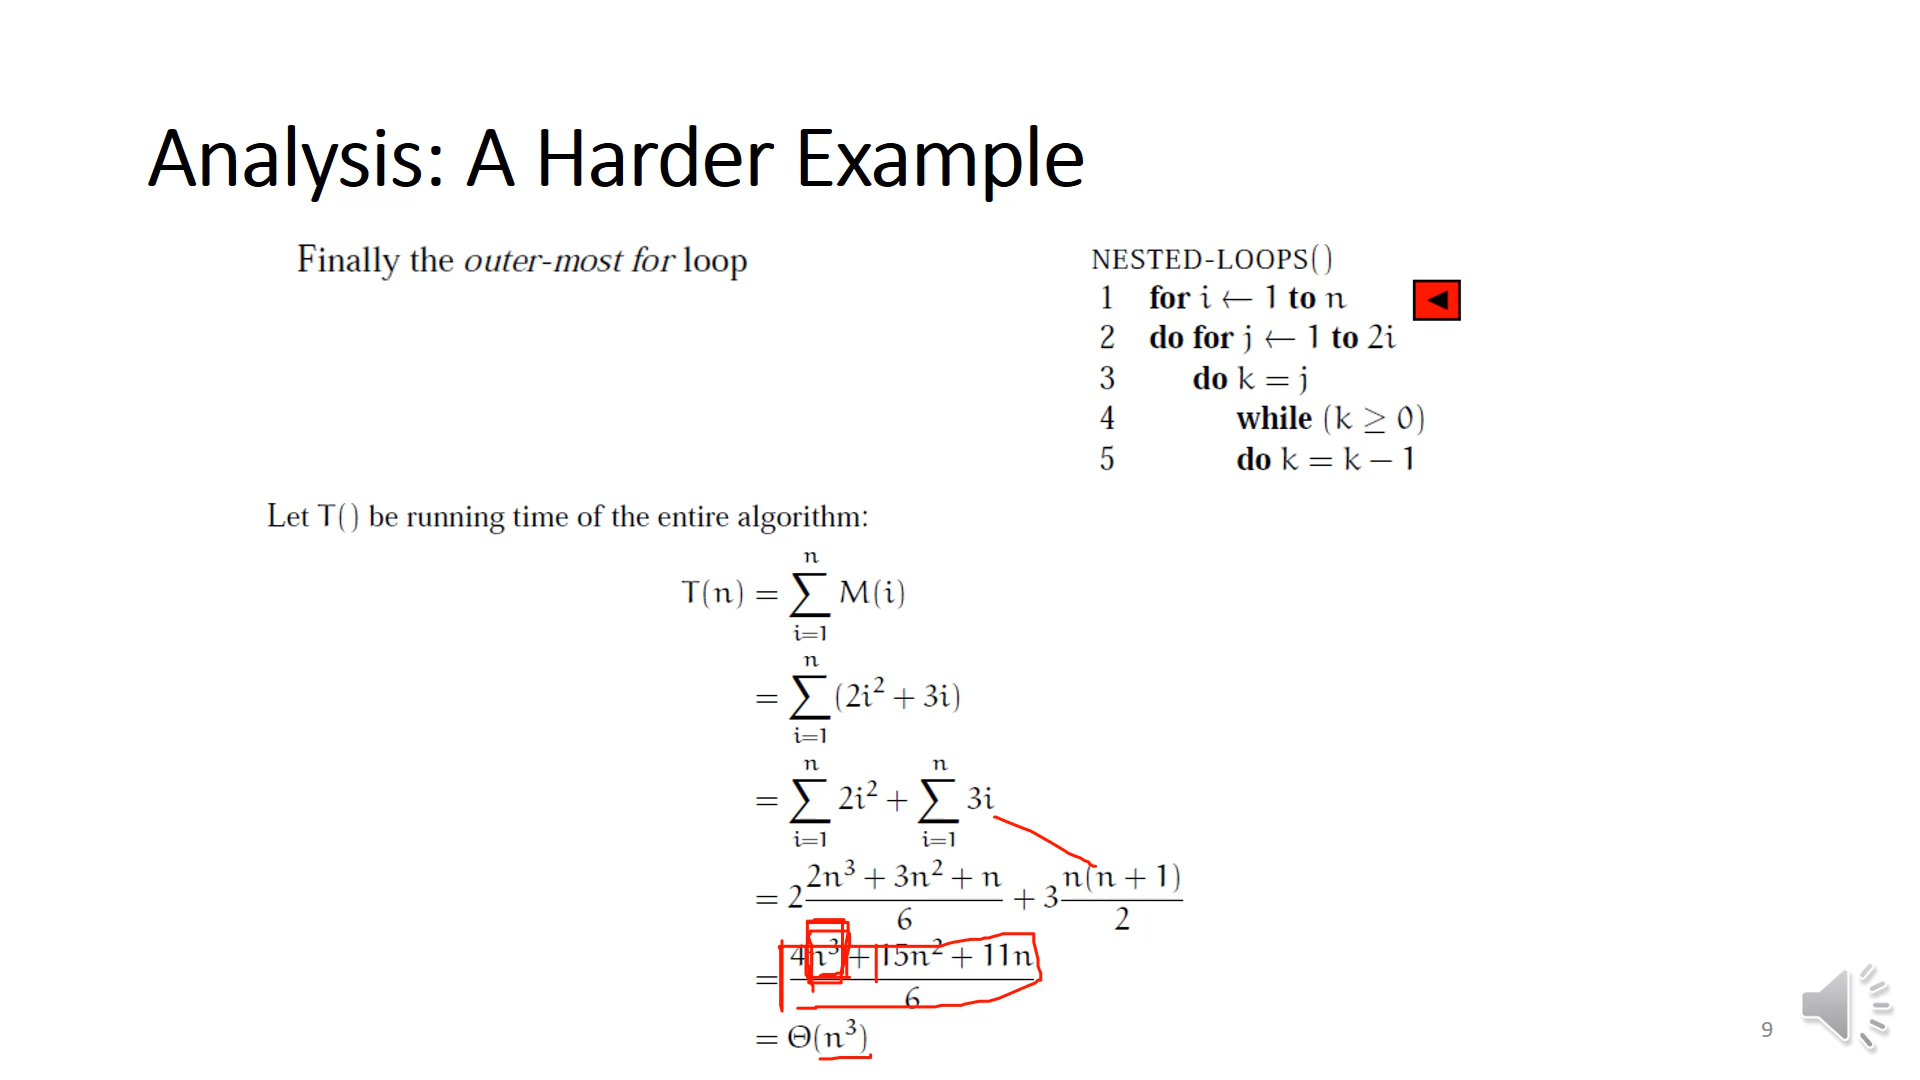 Analysis: A Harder Example
Finally the outer-most for loop
NESTED-LOOPS()
1 for i ← 1 to n
2 do for j ← 1 to 2i
3 do k = j
4 while (k ≥ 0)
5 do k = k − 1
Let T() be running time of the entire algorithm:
T(n) = ∑_{i=1}^{n} M(i)
= ∑_{i=1}^{n} (2i² + 3i)
= ∑_{i=1}^{n} 2i² + ∑_{i=1}^{n} 3i
= 2 (2n³ + 3n² + n)/6 + 3 n(n + 1)/2
= (4n³ + 15n² + 11n)/6
= Θ(n³)
9